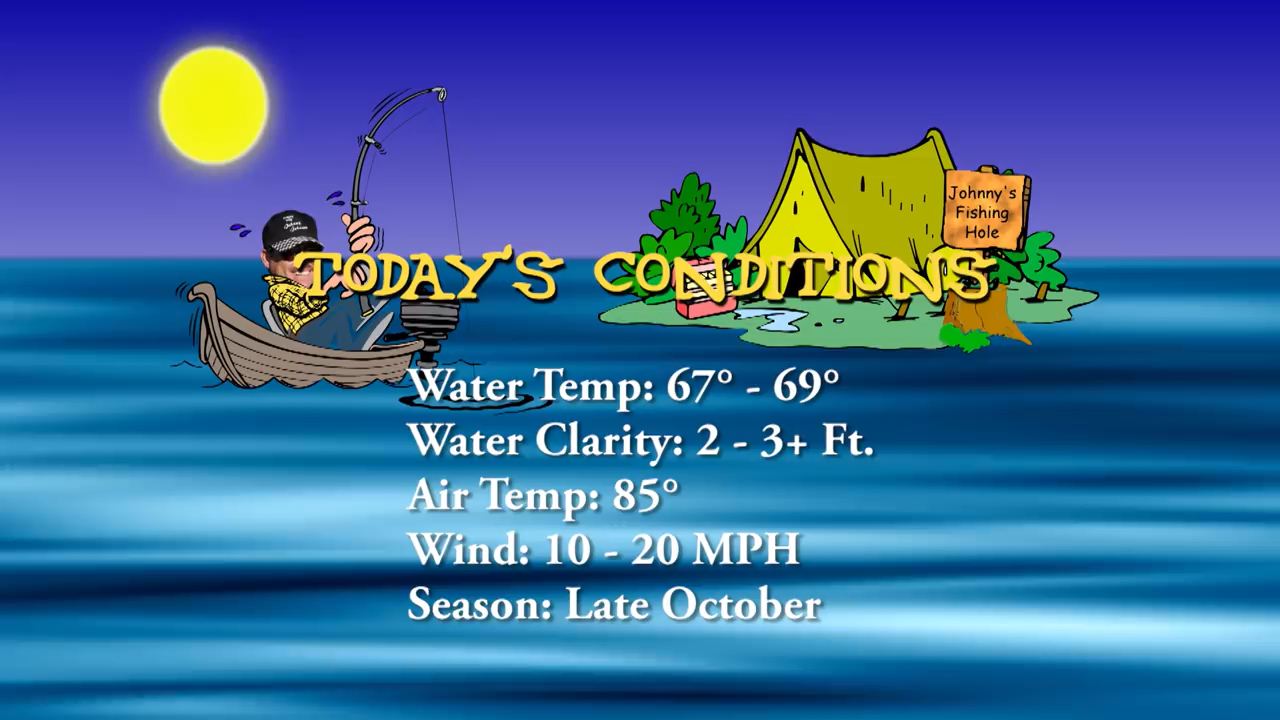 Johnny's
Fishing
Hole
TODAY'S CONDITIONS
Water Temp: 67° - 69°
Water Clarity: 2 - 3+ Ft.
Air Temp: 85°
Wind: 10 - 20 MPH
Season: Late October